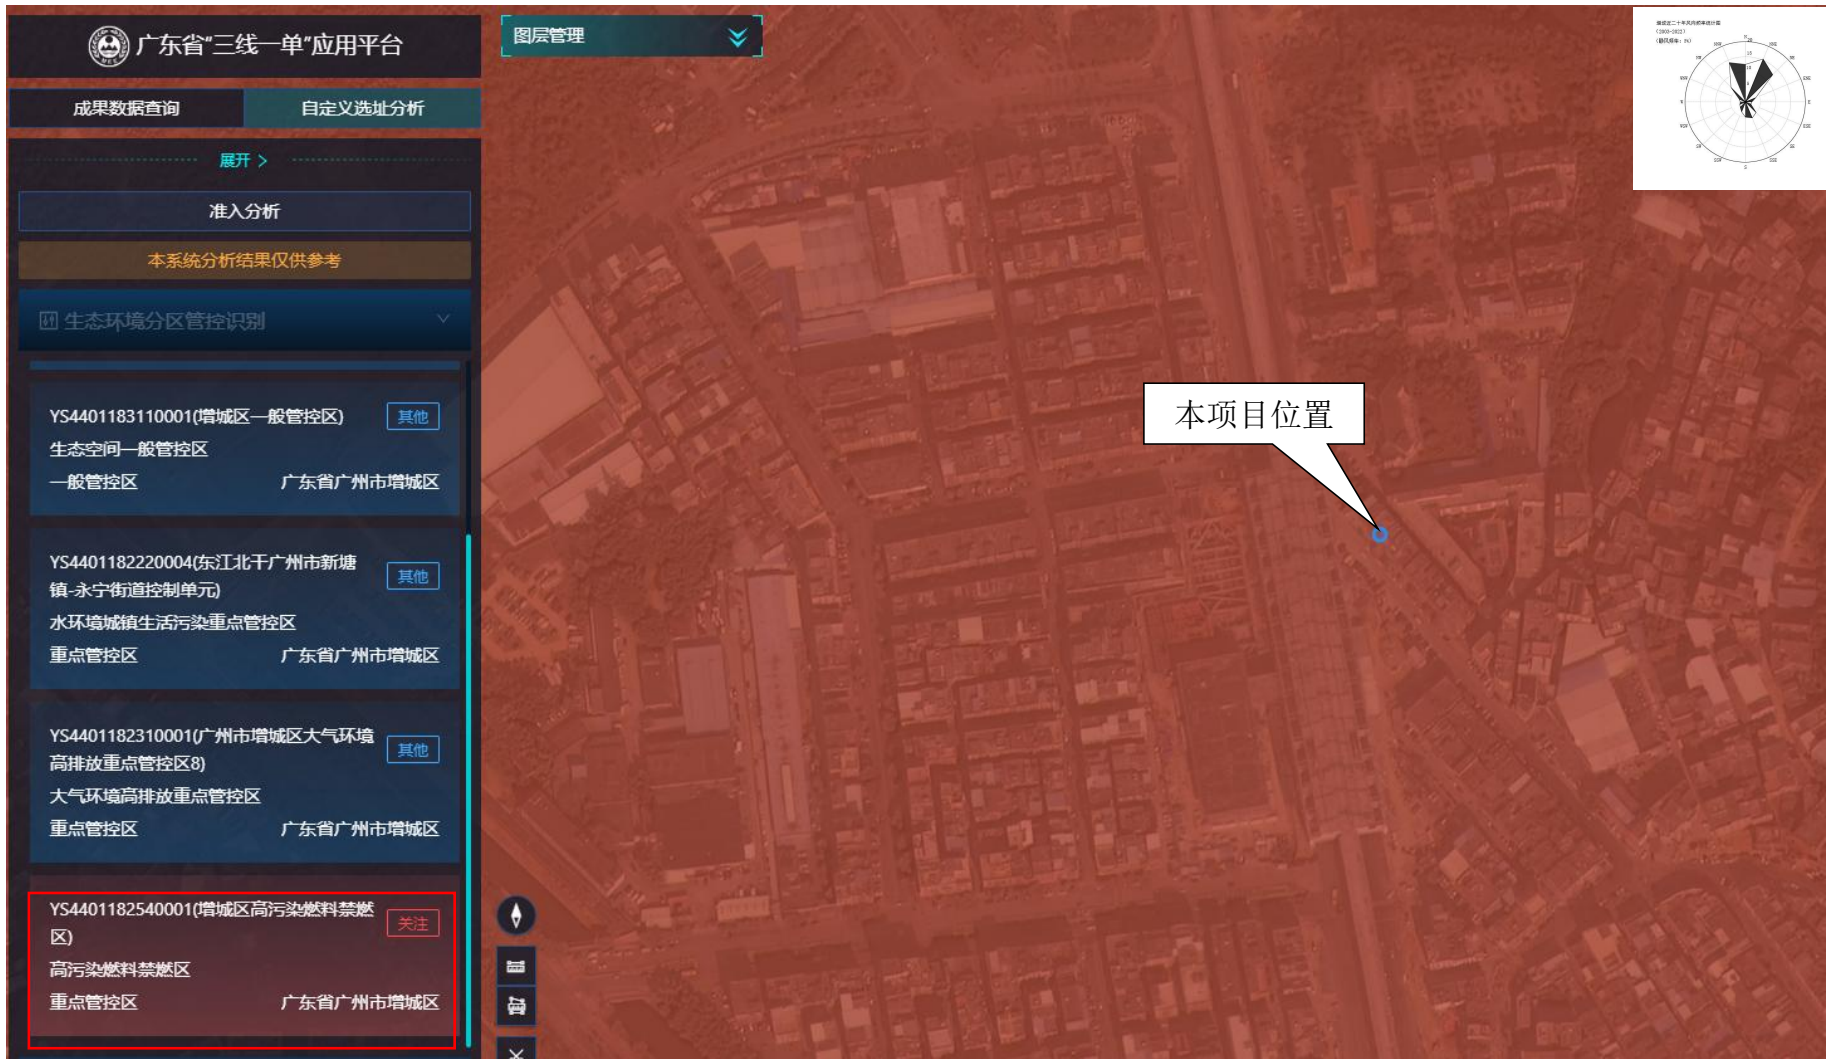 广东省“三线一单”应用平台
成果数据查询
自定义选址分析
展开 >
准入分析
本系统分析结果仅供参考
生态环境分区管控识别
YS4401183110001(增城区一般管控区)
其他
生态空间一般管控区
一般管控区
广东省广州市增城区
YS4401182220004(东江北干广州市新塘
镇-永宁街道控制单元)
其他
水环境城镇生活污染重点管控区
重点管控区
广东省广州市增城区
YS4401182310001(广州市增城区大气环境
高排放重点管控区8)
其他
大气环境高排放重点管控区
重点管控区
广东省广州市增城区
YS4401182540001(增城区高污染燃料禁燃
区)
关注
高污染燃料禁燃区
重点管控区
广东省广州市增城区
图层管理
本项目位置
(2003-2022)
N
S